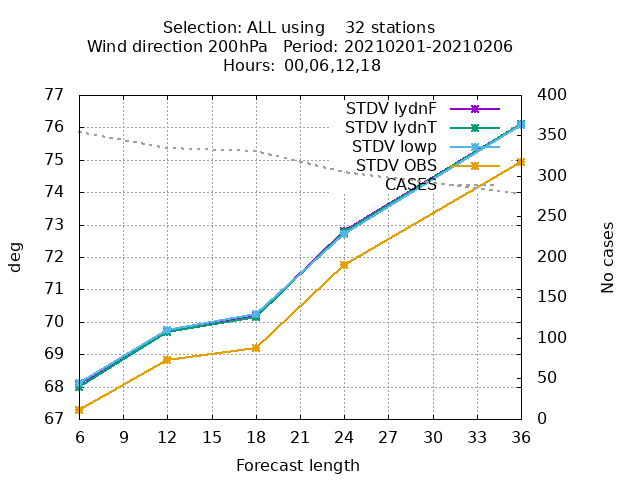 Selection: ALL using    32 stations
Wind direction 200hPa   Period: 20210201-20210206
Hours:  00,06,12,18
77
76
75
74
73
72
71
70
69
68
67
deg
400
350
300
250
200
150
100
50
0
No cases
STDV lydnF
STDV lydnT
STDV lowp
STDV OBS
CASES
6 9 12 15 18 21 24 27 30 33 36
Forecast length